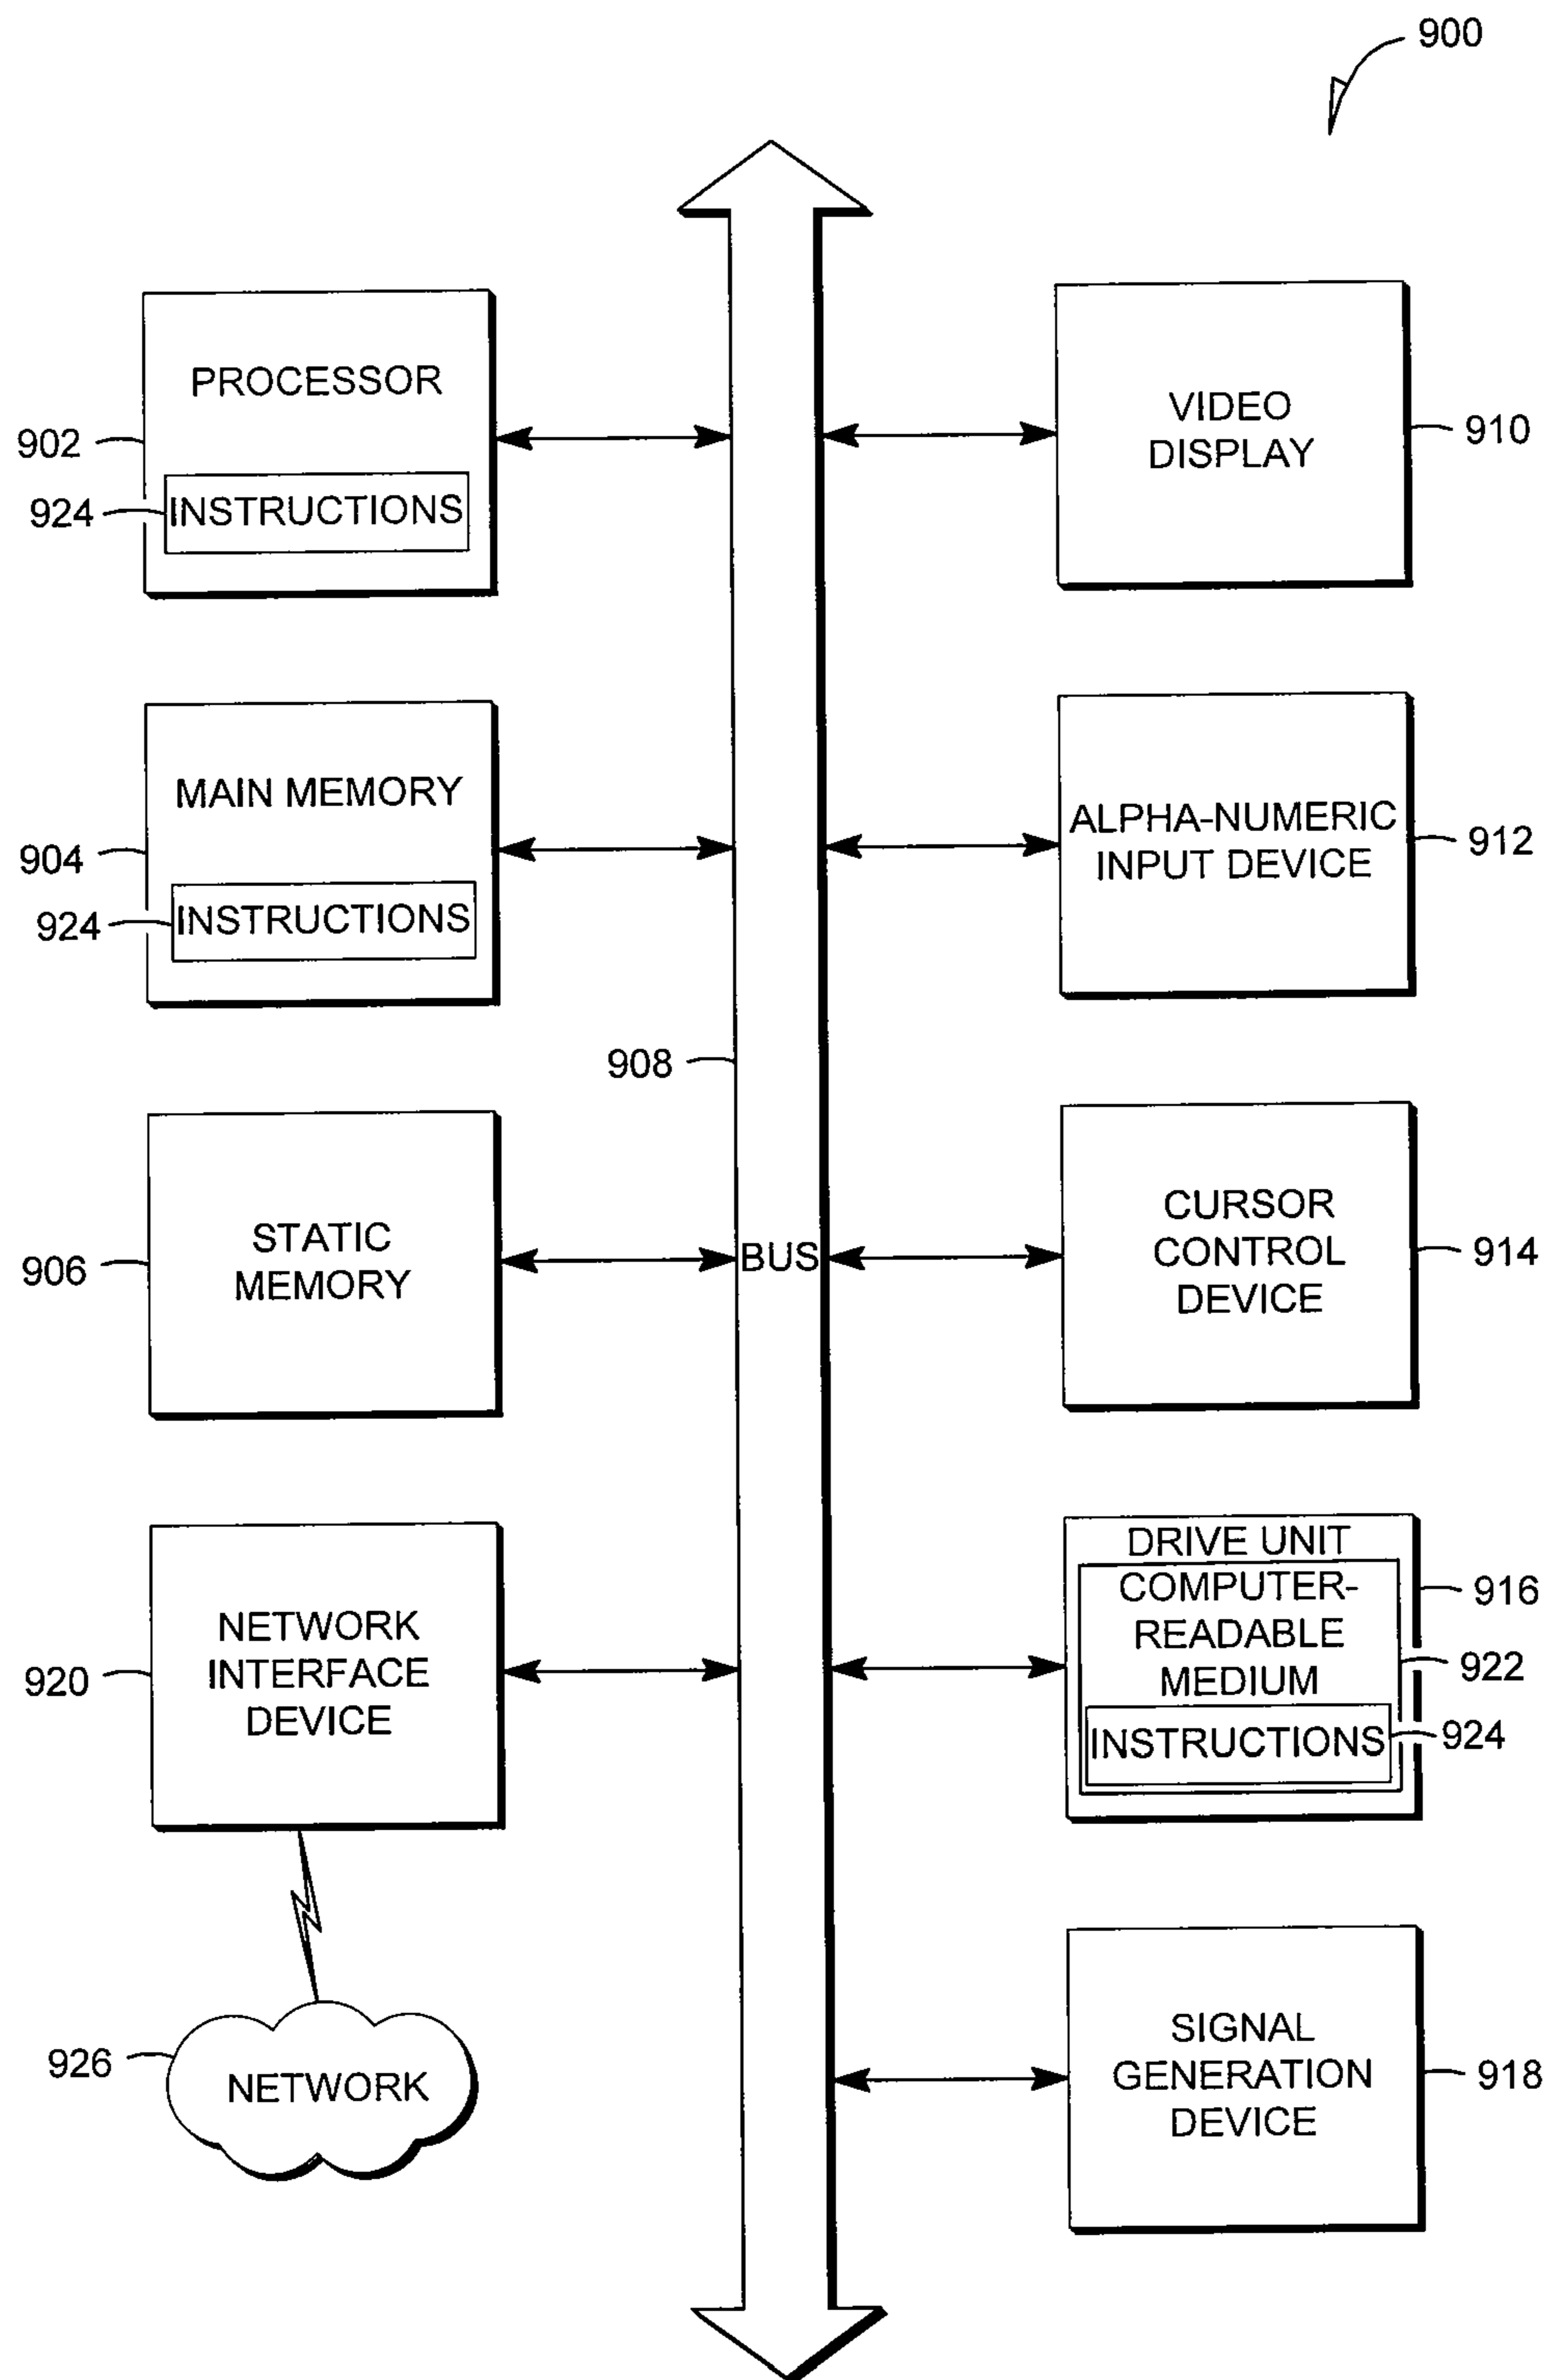 900
PROCESSOR
902
924
INSTRUCTIONS
VIDEO
DISPLAY
910
MAIN MEMORY
904
924
INSTRUCTIONS
ALPHA-NUMERIC
INPUT DEVICE
912
908
STATIC
MEMORY
906
BUS
CURSOR
CONTROL
DEVICE
914
NETWORK
INTERFACE
DEVICE
920
DRIVE UNIT
COMPUTER-
READABLE
MEDIUM
INSTRUCTIONS
916
922
924
926
NETWORK
SIGNAL
GENERATION
DEVICE
918